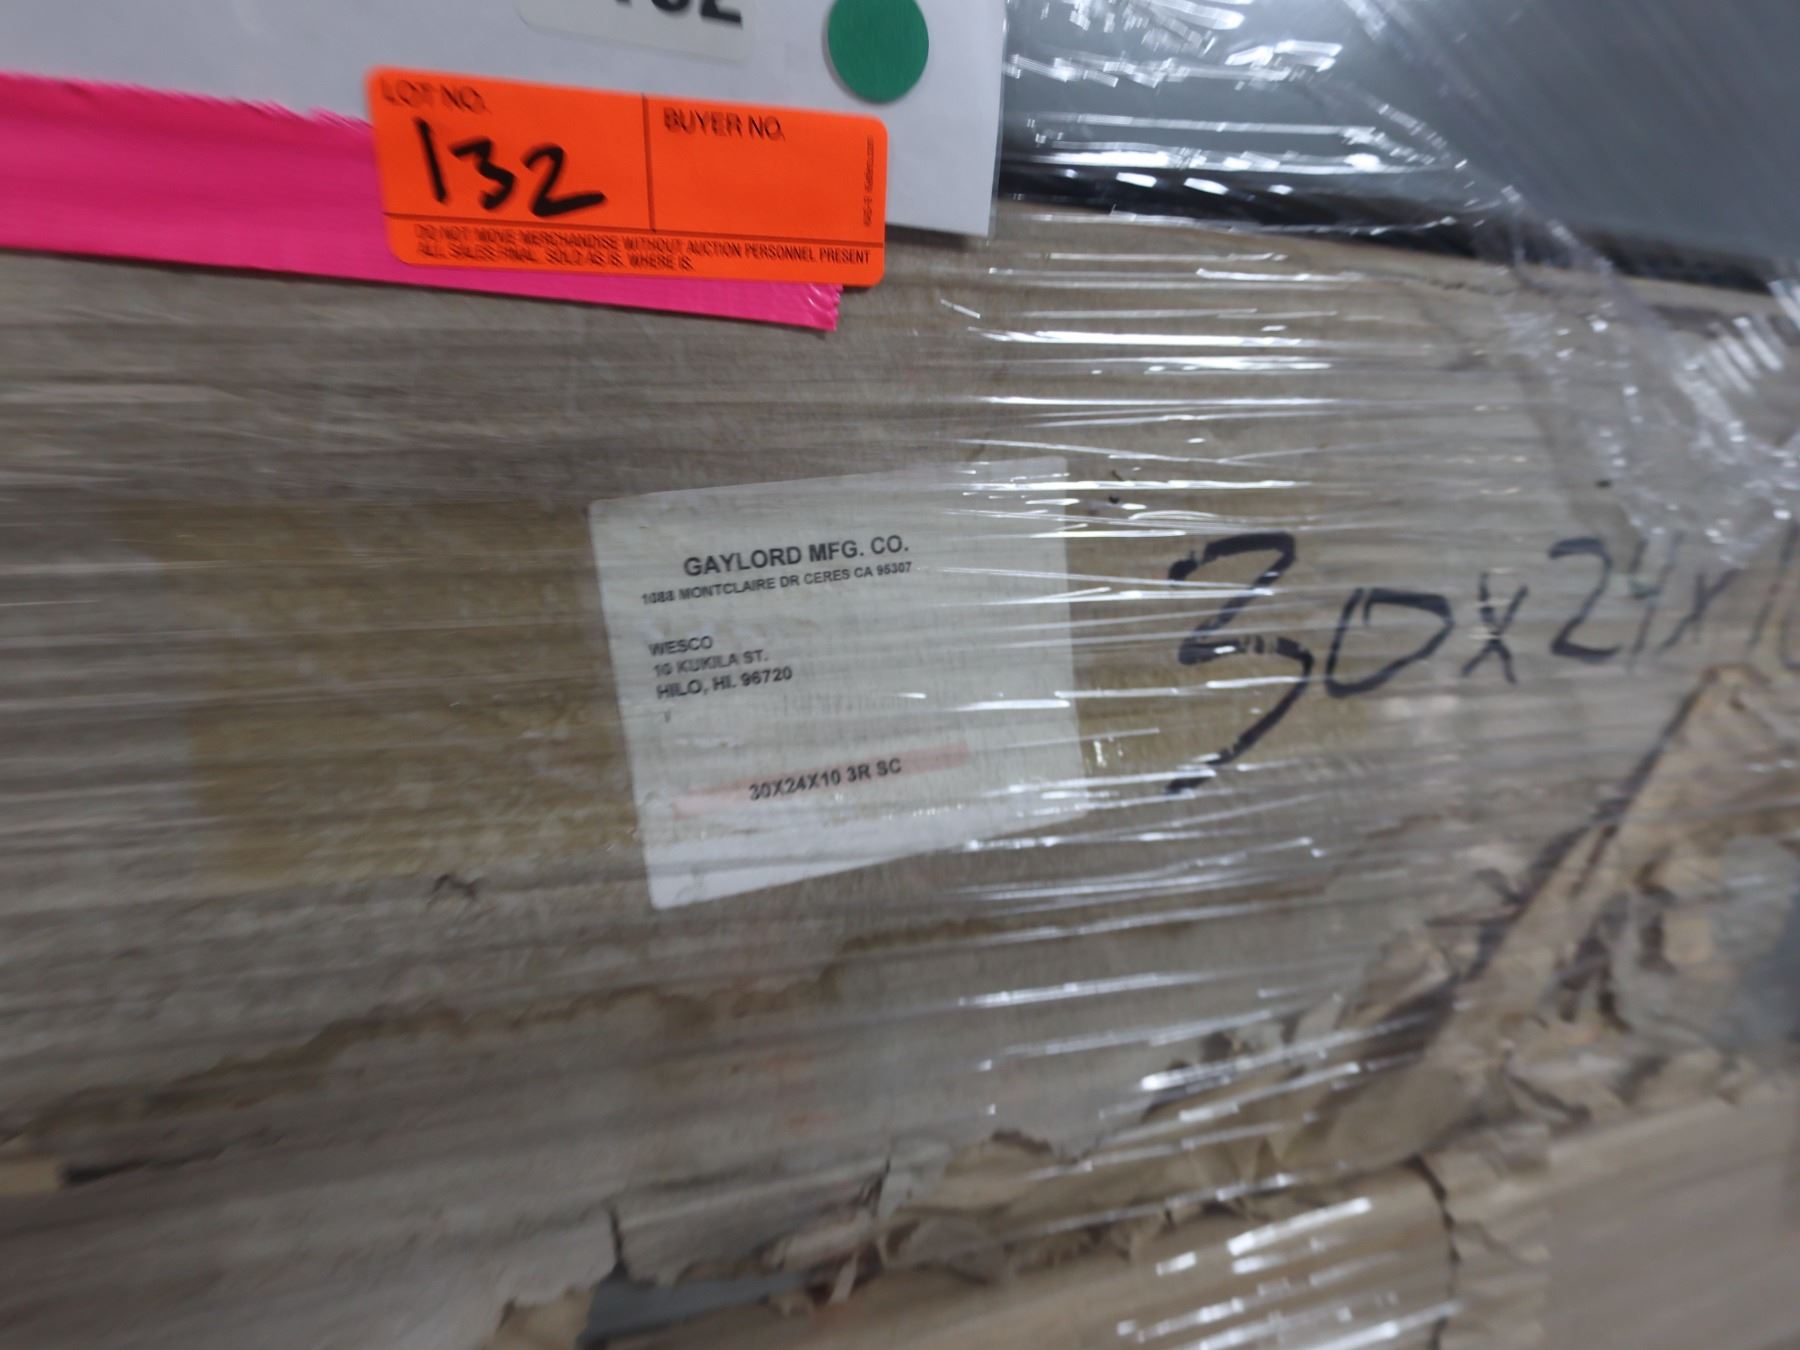 LOT NO.
132
BUYER NO.
DO NOT MOVE MERCHANDISE WITHOUT AUCTION PERSONNEL PRESENT
ALL SALES FINAL. SOLD AS IS. WHERE IS.
GAYLORD MFG. CO.
1088 MONTCLAIRE DR CERES CA 95307
WESCO
10 KUKILA ST.
HILO, HI. 96720
30X24X10 3R SC
30x24x10